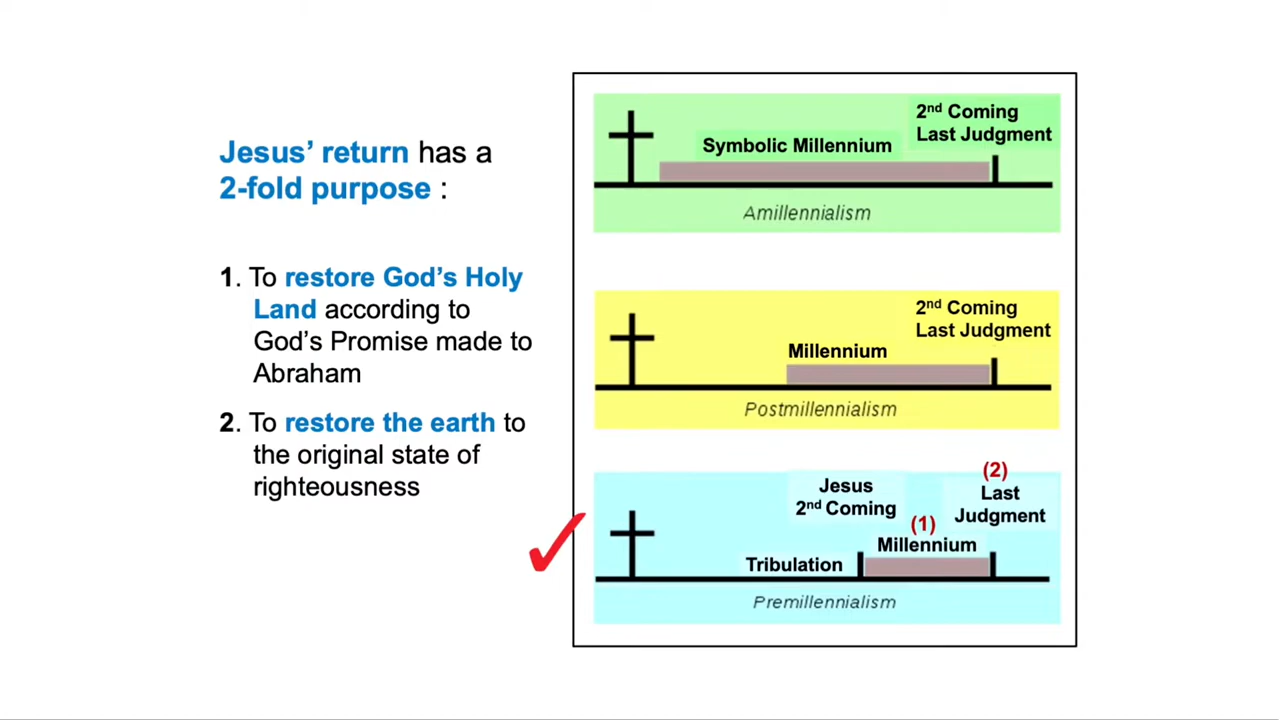 Jesus’ return has a
2-fold purpose :
1. To restore God’s Holy
Land according to
God’s Promise made to
Abraham
2. To restore the earth to
the original state of
righteousness
2nd Coming
Last Judgment
Symbolic Millennium
Amillennialism
2nd Coming
Last Judgment
Millennium
Postmillennialism
(2)
Last
Judgment
Jesus
2nd Coming
(1)
Millennium
Tribulation
Premillennialism